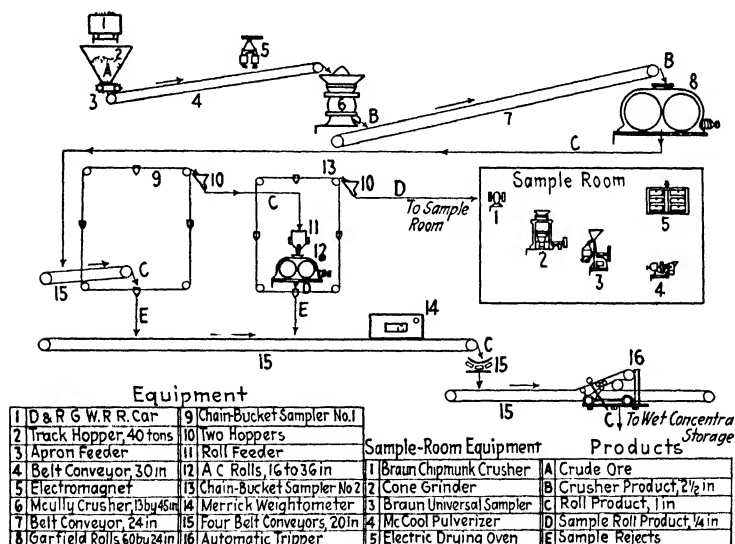 1
2
A
3
4
5
6
B
7
B
8
C
9
10
C
13
10
D
To Sample
Room
11
12
D
C
15
E
E
14
15
C
15
15
16
C
To Wet Concentra
Storage
Sample Room
1
2
3
4
5
Equipment
1 D & R G W. R R. Car
2 Track Hopper, 40 tons
3 Apron Feeder
4 Belt Conveyor, 30 in
5 Electromagnet
6 Mcully Crusher, 13 by 45 in
7 Belt Conveyor, 24 in
8 Garfield Rolls 60 by 24 in
9 Chain-Bucket Sampler No. 1
10 Two Hoppers
11 Roll Feeder
12 A C Rolls, 16 to 36 in
13 Chain-Bucket Sampler No 2
14 Merrick Weightometer
15 Four Belt Conveyors, 20 in
16 Automatic Tripper
Sample-Room Equipment
1 Braun Chipmunk Crusher
2 Cone Grinder
3 Braun Universal Sampler
4 McCool Pulverizer
5 Electric Drying Oven
Products
A Crude Ore
B Crusher Product, 2½ in
C Roll Product, 1 in
D Sample Roll Product, ¼ in
E Sample Rejects